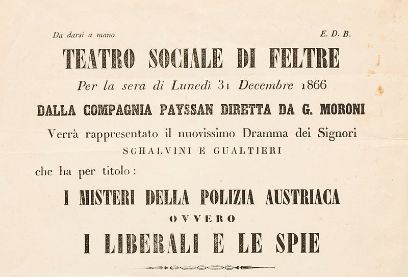 Da darsi a mano E. D. B.
TEATRO SOCIALE DI FELTRE
Per la sera di Lunedì 31 Decembre 1866
DALLA COMPAGNIA PAYSSAN DIRETTA DA G. MORONI
Verrà rappresentato il nuovissimo Dramma dei Signori
SCHALVINI E GUALTIERI
che ha per titolo:
I MISTERI DELLA POLIZIA AUSTRIACA
OVVERO
I LIBERALI E LE SPIE